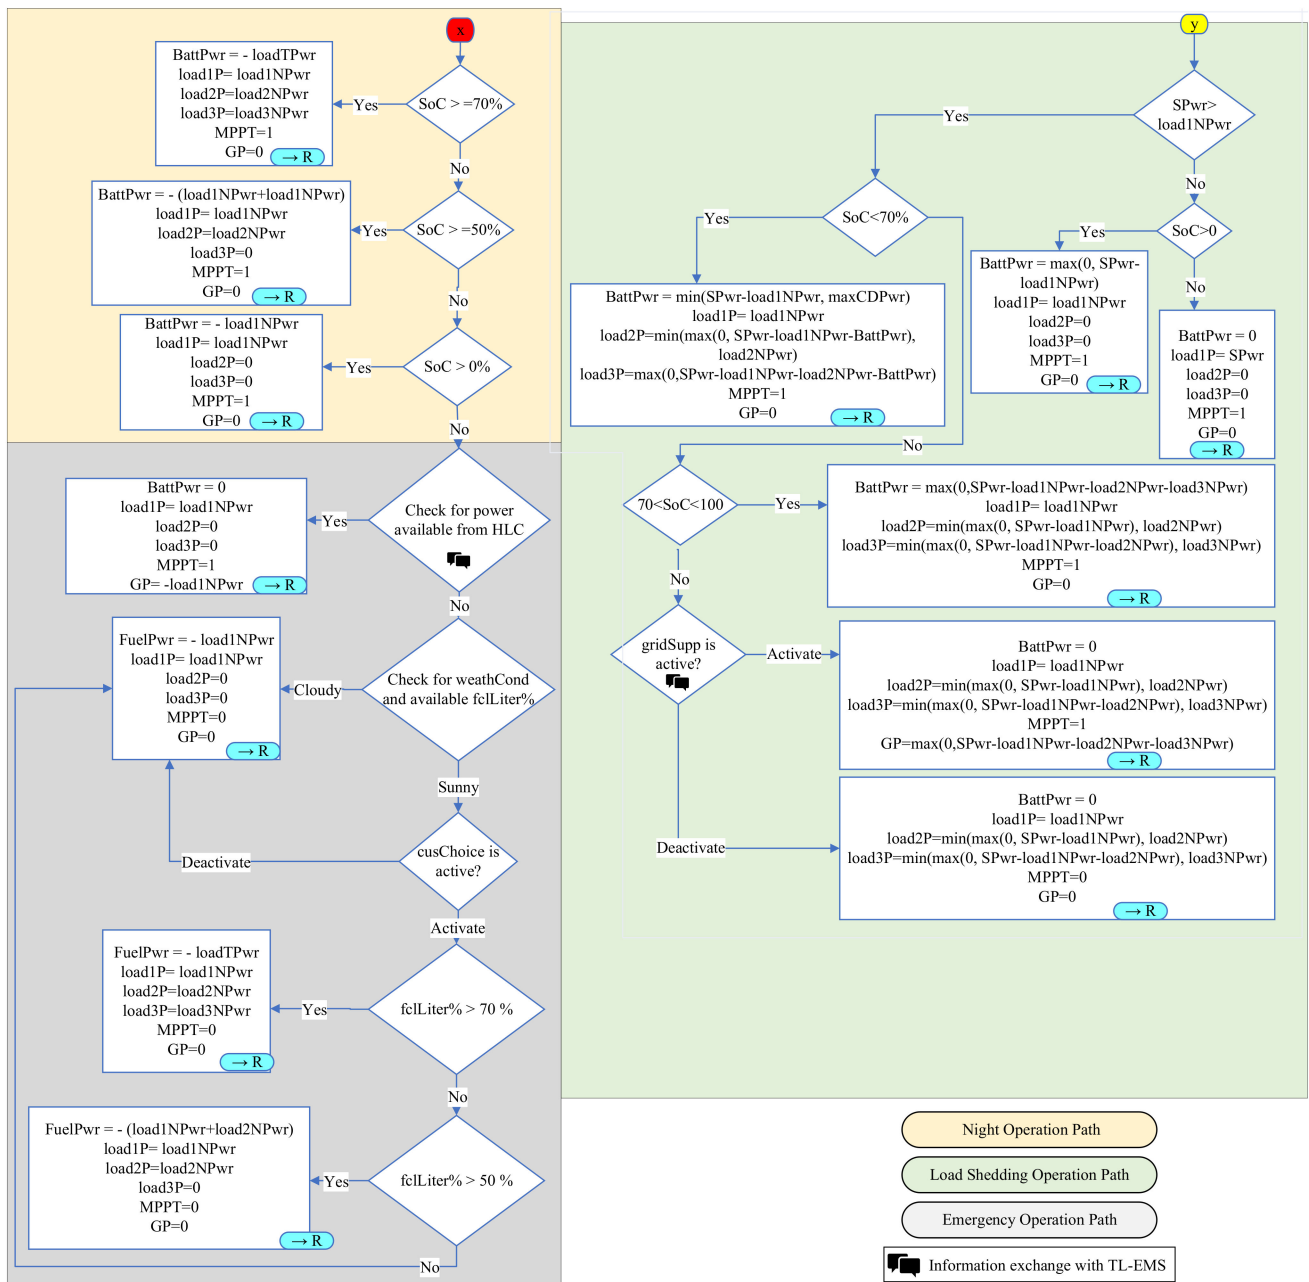 x
BattPwr = - loadTPwr
load1P= load1NPwr
load2P=load2NPwr
load3P=load3NPwr
MPPT=1
GP=0
→ R
Yes
SoC > =70%
No
BattPwr = - (load1NPwr+load1NPwr)
load1P= load1NPwr
load2P=load2NPwr
load3P=0
MPPT=1
GP=0
→ R
Yes
SoC > =50%
No
BattPwr = - load1NPwr
load1P= load1NPwr
load2P=0
load3P=0
MPPT=1
GP=0
→ R
Yes
SoC > 0%
No
BattPwr = 0
load1P= load1NPwr
load2P=0
load3P=0
MPPT=1
GP= -load1NPwr
→ R
Yes
Check for power
available from HLC
No
FuelPwr = - load1NPwr
load1P= load1NPwr
load2P=0
load3P=0
MPPT=0
GP=0
→ R
Cloudy
Check for weathCond
and available fclLiter%
Sunny
Deactivate
cusChoice is
active?
Activate
FuelPwr = - loadTPwr
load1P= load1NPwr
load2P=load2NPwr
load3P=load3NPwr
MPPT=0
GP=0
→ R
Yes
fclLiter% > 70 %
No
FuelPwr = - (load1NPwr+load2NPwr)
load1P= load1NPwr
load2P=load2NPwr
load3P=0
MPPT=0
GP=0
→ R
Yes
fclLiter% > 50 %
No
y
SPwr>
load1NPwr
Yes
No
SoC<70%
Yes
No
SoC>0
Yes
No
BattPwr = min(SPwr-load1NPwr, maxCDPwr)
load1P= load1NPwr
load2P=min(max(0, SPwr-load1NPwr-BattPwr),
load2NPwr)
load3P=max(0,SPwr-load1NPwr-load2NPwr-BattPwr)
MPPT=1
GP=0
→ R
BattPwr = max(0, SPwr-
load1NPwr)
load1P= load1NPwr
load2P=0
load3P=0
MPPT=1
GP=0
→ R
BattPwr = 0
load1P= SPwr
load2P=0
load3P=0
MPPT=1
GP=0
→ R
70<SoC<100
Yes
No
BattPwr = max(0,SPwr-load1NPwr-load2NPwr-load3NPwr)
load1P= load1NPwr
load2P=min(max(0, SPwr-load1NPwr), load2NPwr)
load3P=min(max(0, SPwr-load1NPwr-load2NPwr), load3NPwr)
MPPT=1
GP=0
→ R
gridSupp is
active?
Activate
BattPwr = 0
load1P= load1NPwr
load2P=min(max(0, SPwr-load1NPwr), load2NPwr)
load3P=min(max(0, SPwr-load1NPwr-load2NPwr), load3NPwr)
MPPT=1
GP=max(0,SPwr-load1NPwr-load2NPwr-load3NPwr)
→ R
Deactivate
BattPwr = 0
load1P= load1NPwr
load2P=min(max(0, SPwr-load1NPwr), load2NPwr)
load3P=min(max(0, SPwr-load1NPwr-load2NPwr), load3NPwr)
MPPT=0
GP=0
→ R
Night Operation Path
Load Shedding Operation Path
Emergency Operation Path
Information exchange with TL-EMS